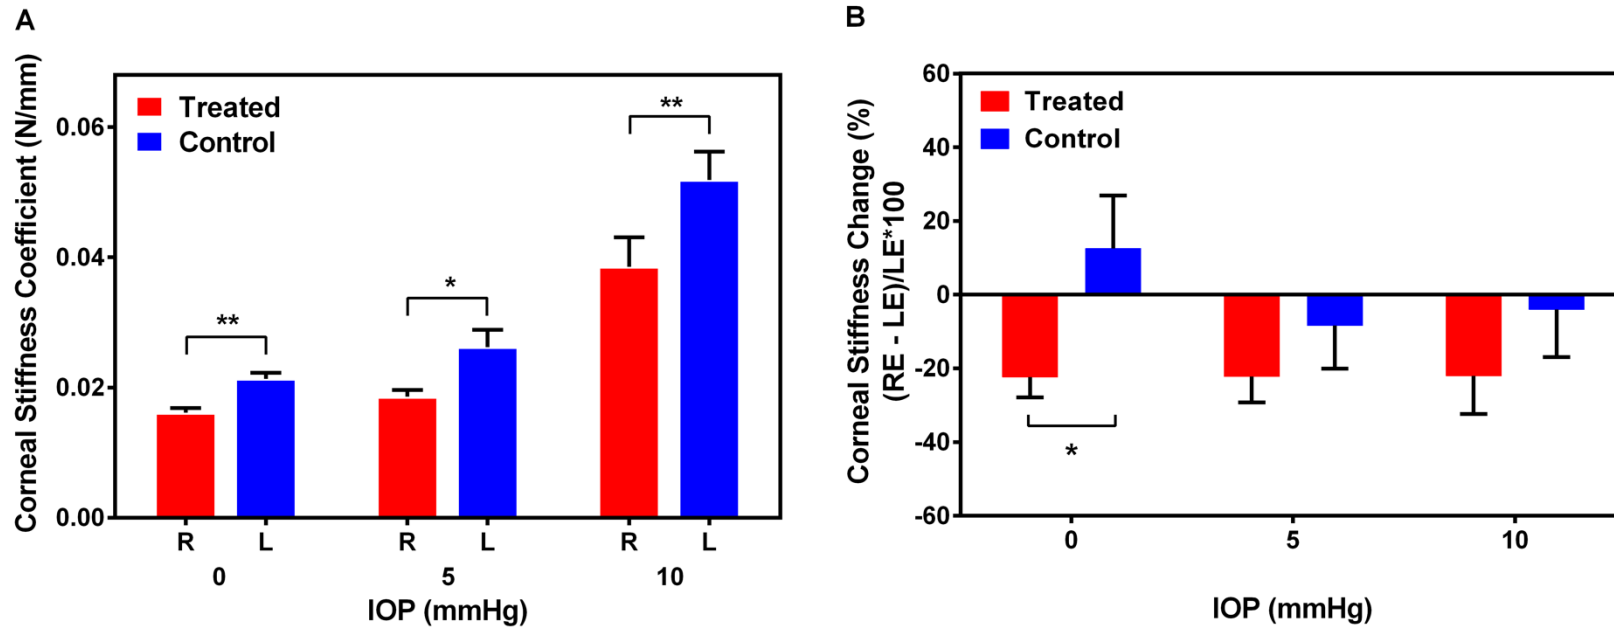 A
Corneal Stiffness Coefficient (N/mm)
Treated
Control
0.06
0.04
0.02
0.00
**
*
**
R L R L R L
0 5 10
IOP (mmHg)
B
Corneal Stiffness Change (%)
(RE - LE)/LE*100
Treated
Control
60
40
20
0
-20
-40
-60
*
0 5 10
IOP (mmHg)